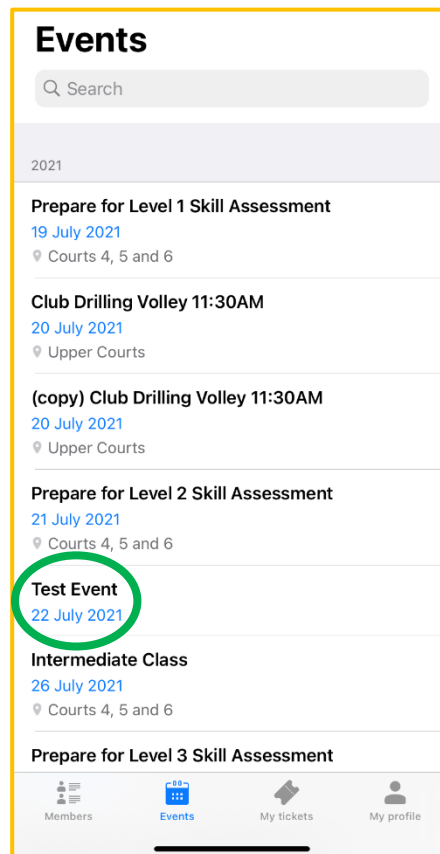 Events
Search
2021
Prepare for Level 1 Skill Assessment
19 July 2021
Courts 4, 5 and 6
Club Drilling Volley 11:30AM
20 July 2021
Upper Courts
(copy) Club Drilling Volley 11:30AM
20 July 2021
Upper Courts
Prepare for Level 2 Skill Assessment
21 July 2021
Courts 4, 5 and 6
Test Event
22 July 2021
Intermediate Class
26 July 2021
Courts 4, 5 and 6
Prepare for Level 3 Skill Assessment
Members Events My tickets My profile